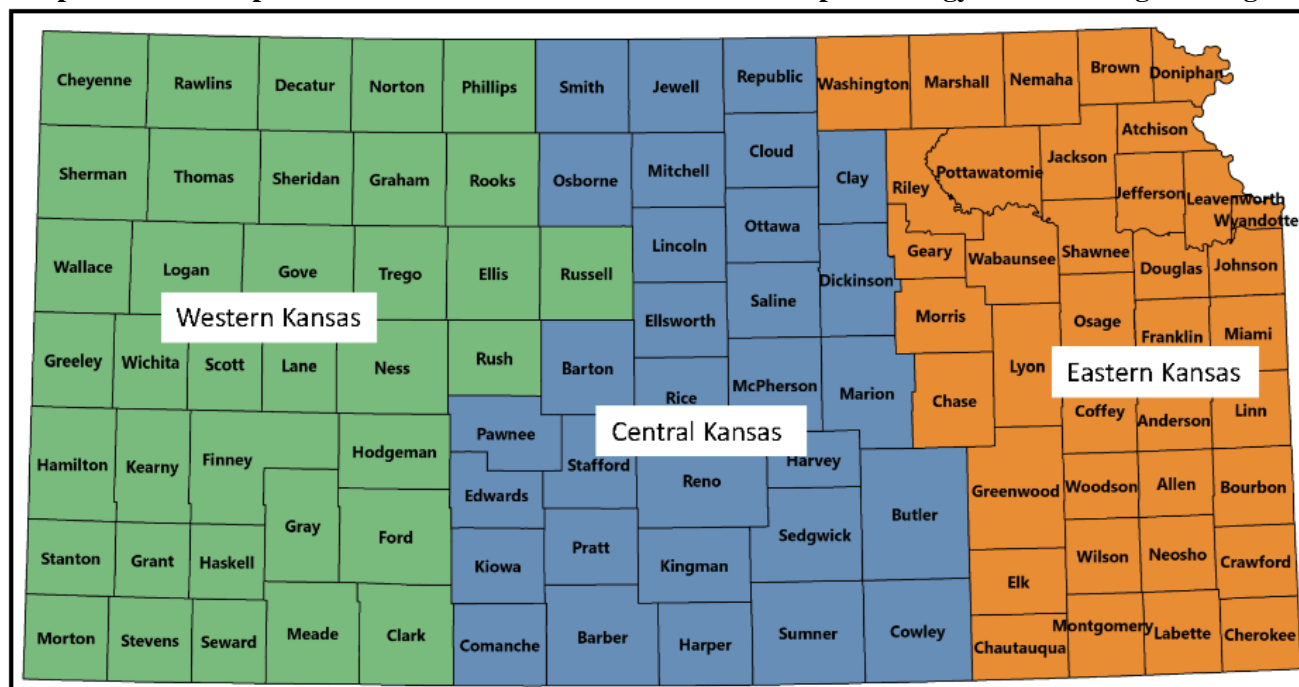 Cheyenne
Rawlins
Decatur
Norton
Phillips
Smith
Jewell
Republic
Washington
Marshall
Nemaha
Brown
Doniphan
Sherman
Thomas
Sheridan
Graham
Rooks
Osborne
Mitchell
Cloud
Clay
Riley
Pottawatomie
Jackson
Atchison
Jefferson
Leavenworth
Wyandotte
Wallace
Logan
Gove
Trego
Ellis
Russell
Lincoln
Ottawa
Dickinson
Geary
Wabaunsee
Shawnee
Douglas
Johnson
Western Kansas
Ellsworth
Saline
Morris
Osage
Franklin
Miami
Greeley
Wichita
Scott
Lane
Ness
Rush
Barton
Rice
McPherson
Marion
Chase
Lyon
Eastern Kansas
Coffey
Anderson
Linn
Hamilton
Kearny
Finney
Hodgeman
Pawnee
Stafford
Central Kansas
Reno
Harvey
Edwards
Gray
Ford
Sedgwick
Butler
Greenwood
Woodson
Allen
Bourbon
Stanton
Grant
Haskell
Kiowa
Pratt
Kingman
Elk
Wilson
Neosho
Crawford
Morton
Stevens
Seward
Meade
Clark
Comanche
Barber
Harper
Sumner
Cowley
Chautauqua
Montgomery
Labette
Cherokee